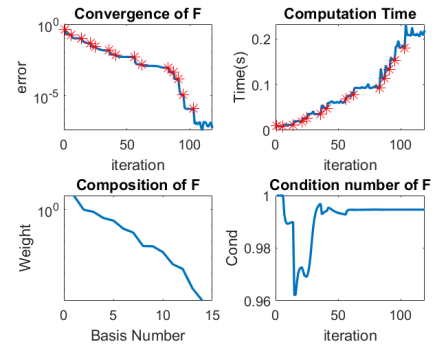 Convergence of F
Computation Time
error
10^0
10^-5
0
50
100
iteration
Time(s)
0.2
0.1
0
0
50
100
iteration
Composition of F
Condition number of F
Weight
10^0
0
5
10
15
Basis Number
Cond
1
0.98
0.96
0
50
100
iteration